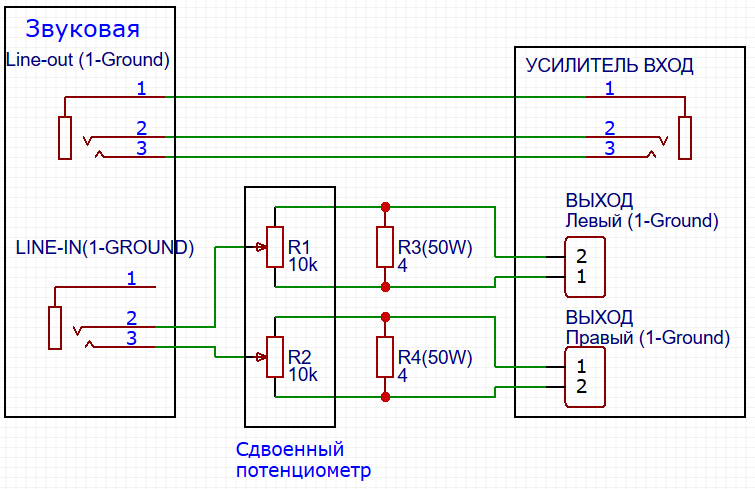 Звуковая
Line-out (1-Ground)
1
2
3
УСИЛИТЕЛЬ ВХОД
1
2
3
LINE-IN(1-GROUND)
1
2
3
R1
10k
R2
10k
R3(50W)
4
R4(50W)
4
ВЫХОД
Левый (1-Ground)
2
1
ВЫХОД
Правый (1-Ground)
1
2
Сдвоенный
потенциометр